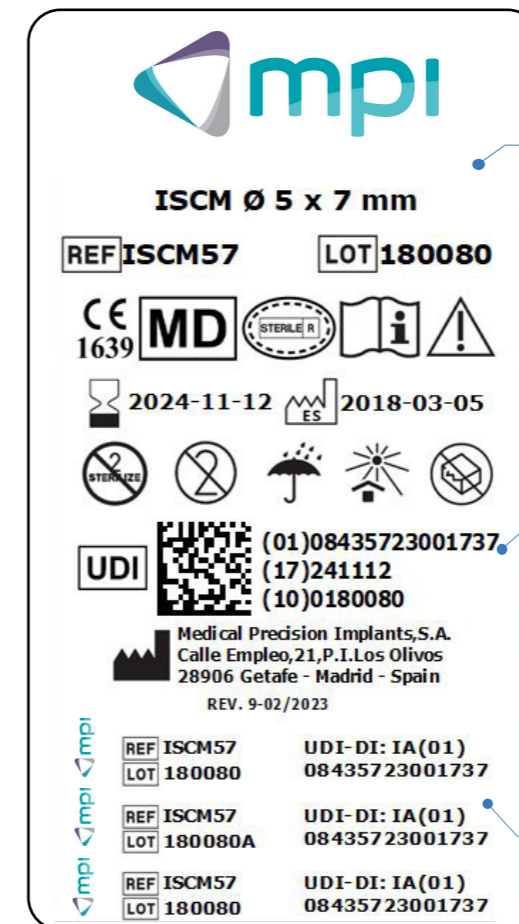 mpi
ISCM Ø 5 x 7 mm
REF ISCM57 LOT 180080
CE MD STERILE R i
1639
2024-11-12 ES 2018-03-05
2 STERILIZE 2
UDI (01)08435723001737
(17)241112
(10)0180080
Medical Precision Implants,S.A.
Calle Empleo,21,P.I.Los Olivos
28906 Getafe - Madrid - Spain
REV. 9-02/2023
mpi REF ISCM57 UDI-DI: IA(01)
LOT 180080 08435723001737
mpi REF ISCM57 UDI-DI: IA(01)
LOT 180080A 08435723001737
mpi REF ISCM57 UDI-DI: IA(01)
LOT 180080 08435723001737